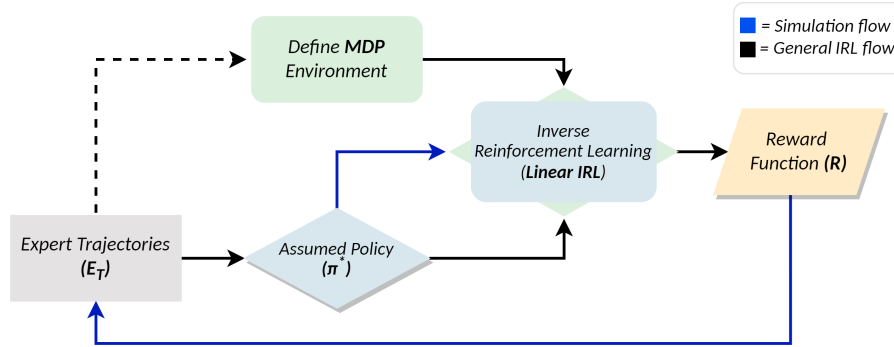 = Simulation flow
= General IRL flow
Define MDP
Environment
Inverse
Reinforcement Learning
(Linear IRL)
Reward
Function (R)
Expert Trajectories
(E_T)
Assumed Policy
(π*)